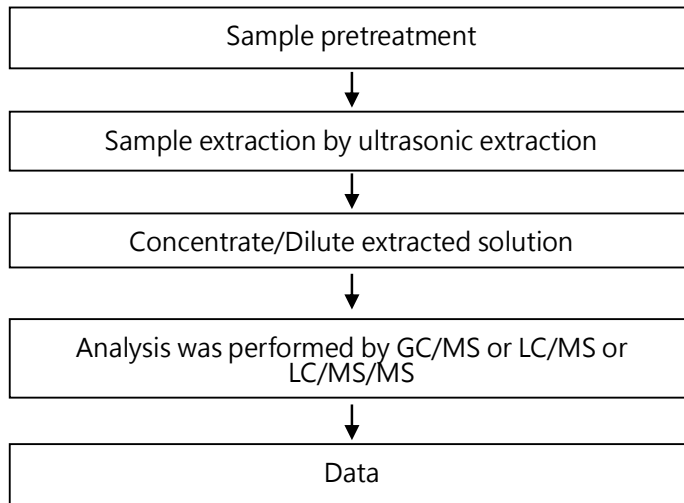 Sample pretreatment
Sample extraction by ultrasonic extraction
Concentrate/Dilute extracted solution
Analysis was performed by GC/MS or LC/MS or
LC/MS/MS
Data